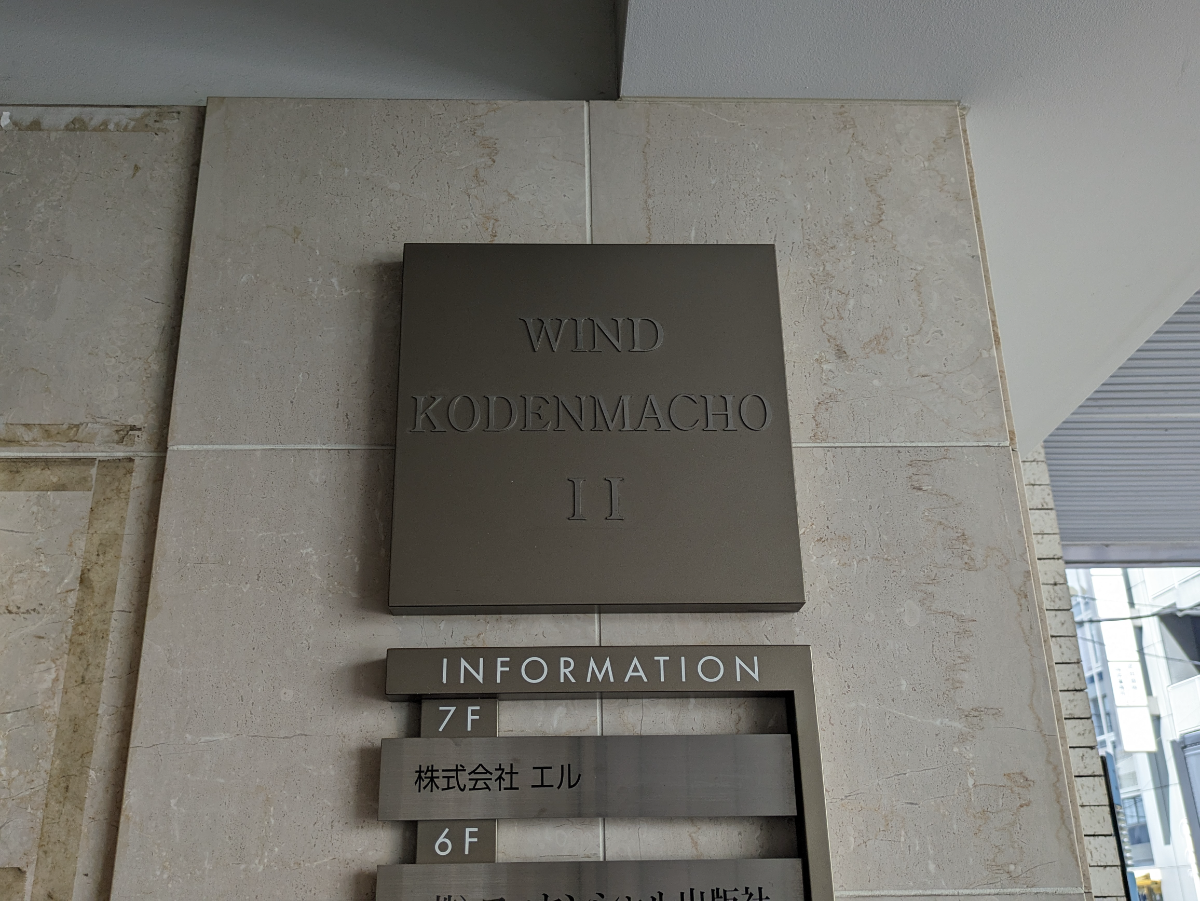 WIND
KODENMACHO
II
INFORMATION
7F
株式会社 エル
6F